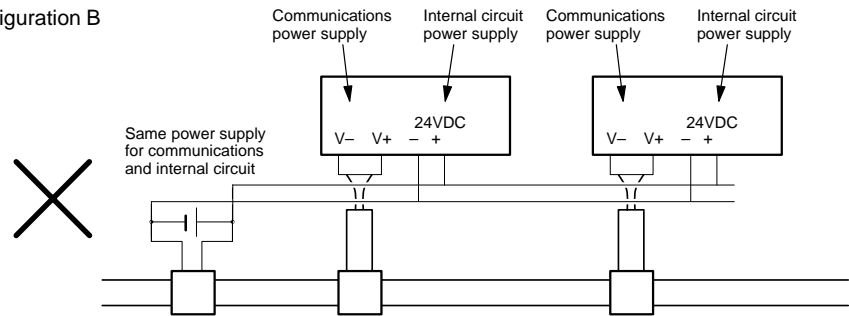 iguration B
Communications
power supply
Internal circuit
power supply
Communications
power supply
Internal circuit
power supply
24VDC
V– V+ – +
24VDC
V– V+ – +
Same power supply
for communications
and internal circuit